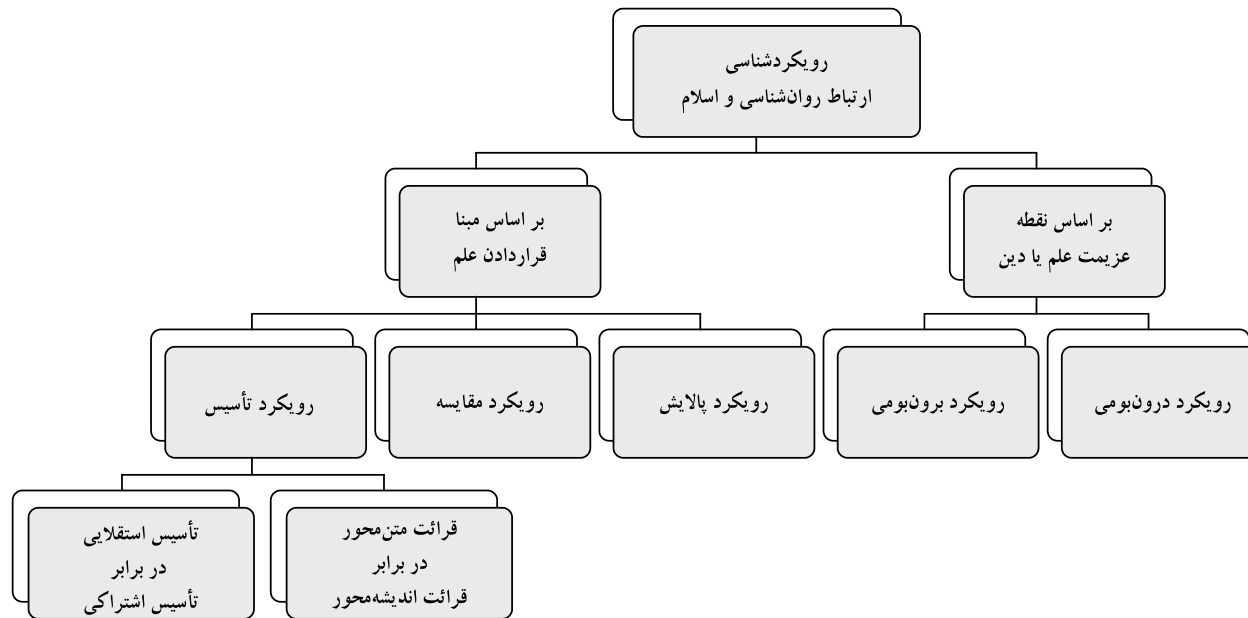 رویکردشناسی
ارتباط روان‌شناسی و اسلام
بر اساس نقطه
عزیمت علم یا دین
بر اساس مبنا
قراردادن علم
رویکرد درون‌بومی
رویکرد برون‌بومی
رویکرد پالایش
رویکرد مقایسه
رویکرد تأسیس
قرائت متن‌محور
در برابر
قرائت اندیشه‌محور
تأسیس استقلایی
در برابر
تأسیس اشتراکی